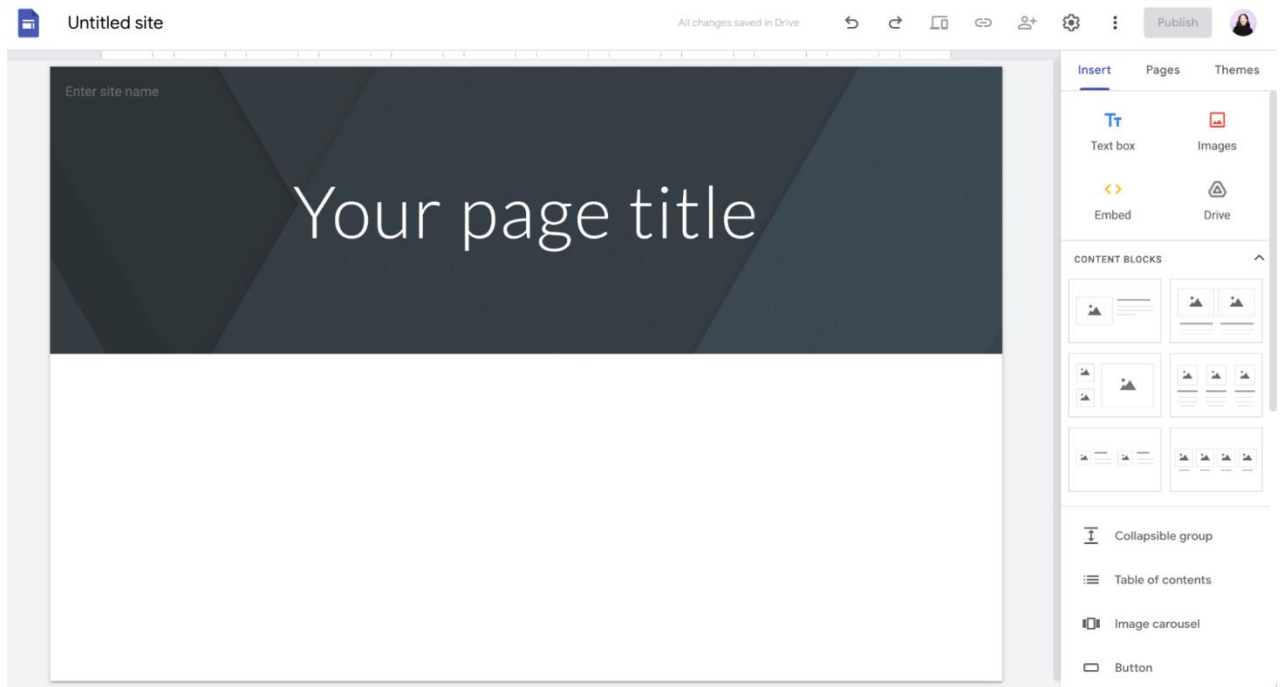 Untitled site
All changes saved in Drive
Publish
Insert Pages Themes
Enter site name
Your page title
Text box Images
Embed Drive
CONTENT BLOCKS
Collapsible group
Table of contents
Image carousel
Button